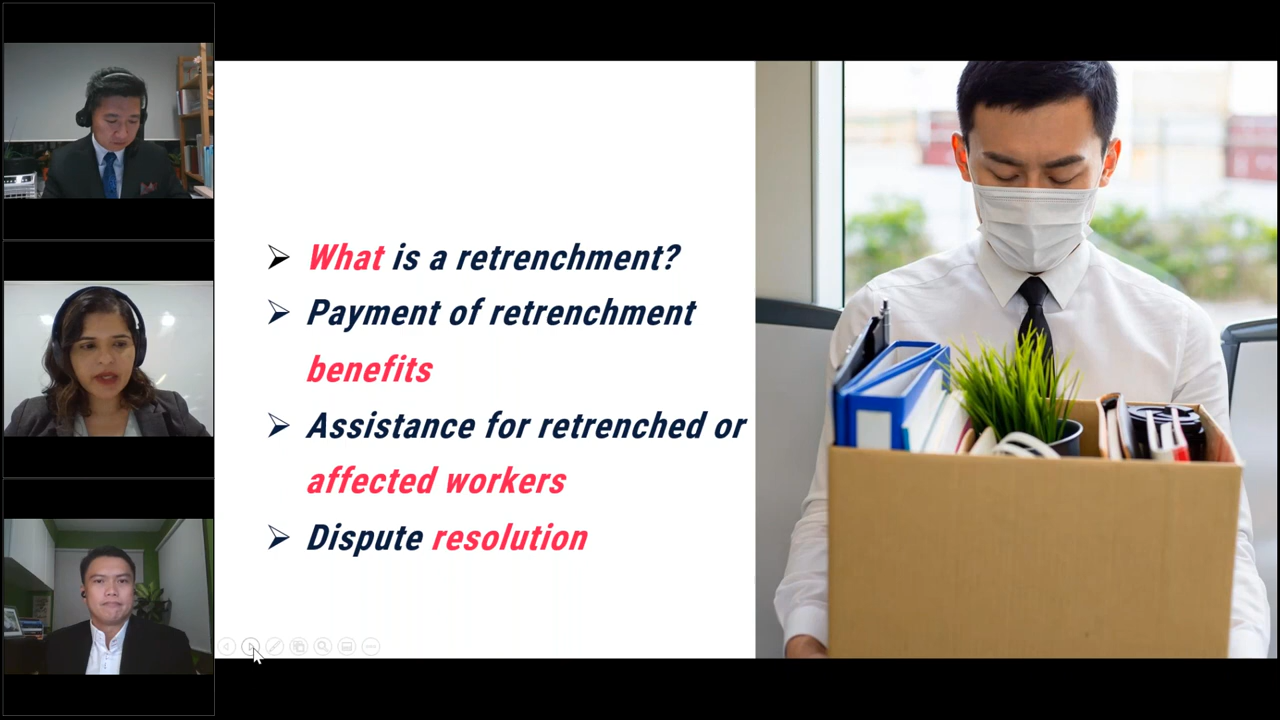 What is a retrenchment?
Payment of retrenchment
benefits
Assistance for retrenched or
affected workers
Dispute resolution